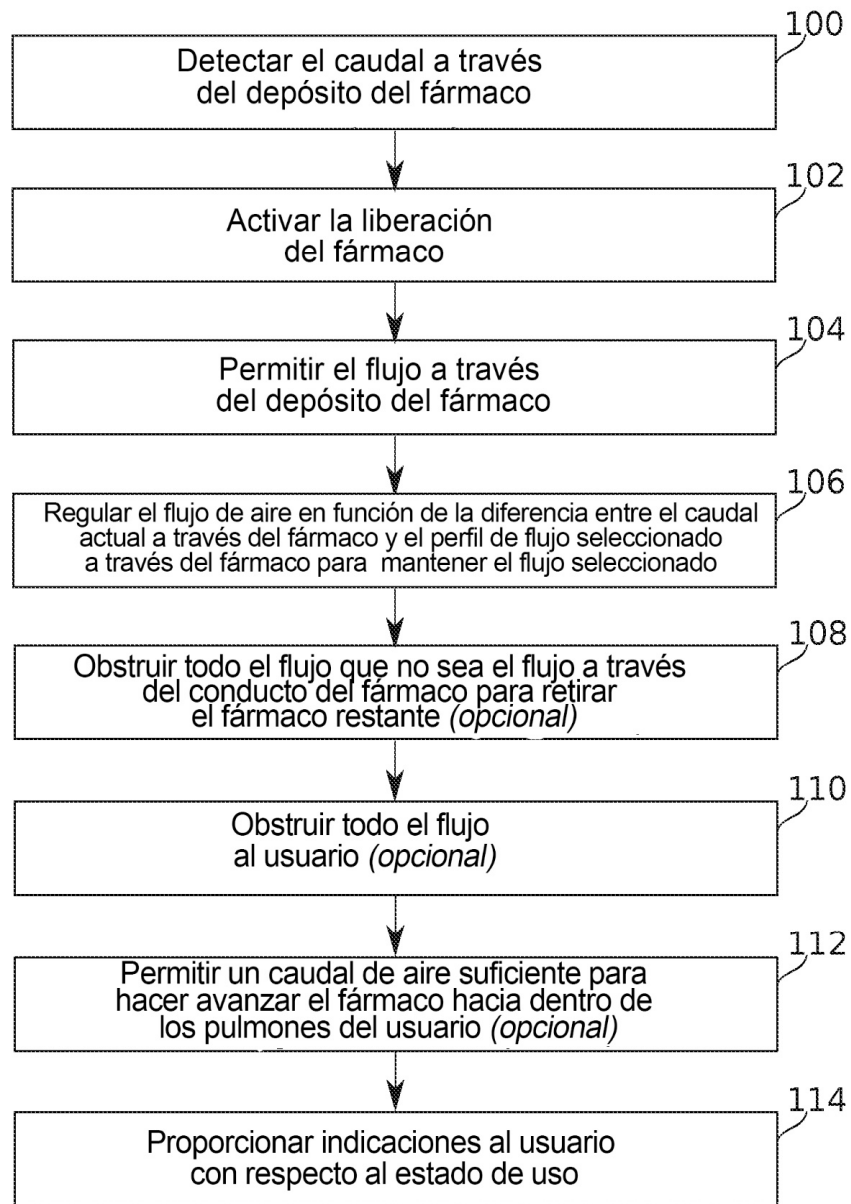 100
Detectar el caudal a través
del depósito del fármaco
102
Activar la liberación
del fármaco
104
Permitir el flujo a través
del depósito del fármaco
106
Regular el flujo de aire en función de la diferencia entre el caudal
actual a través del fármaco y el perfil de flujo seleccionado
a través del fármaco para mantener el flujo seleccionado
108
Obstruir todo el flujo que no sea el flujo a través
del conducto del fármaco para retirar
el fármaco restante (opcional)
110
Obstruir todo el flujo
al usuario (opcional)
112
Permitir un caudal de aire suficiente para
hacer avanzar el fármaco hacia dentro de
los pulmones del usuario (opcional)
114
Proporcionar indicaciones al usuario
con respecto al estado de uso